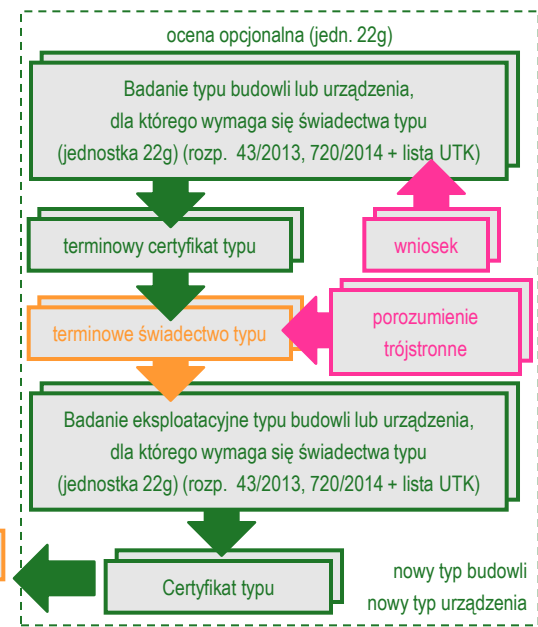 ocena opcjonalna (jedn. 22g)
Badanie typu budowli lub urządzenia,
dla którego wymaga się świadectwa typu
(jednostka 22g) (rozp. 43/2013, 720/2014 + lista UTK)
terminowy certyfikat typu
wniosek
terminowe świadectwo typu
porozumienie
trójstronne
Badanie eksploatacyjne typu budowli lub urządzenia,
dla którego wymaga się świadectwa typu
(jednostka 22g) (rozp. 43/2013, 720/2014 + lista UTK)
Certyfikat typu
nowy typ budowli
nowy typ urządzenia